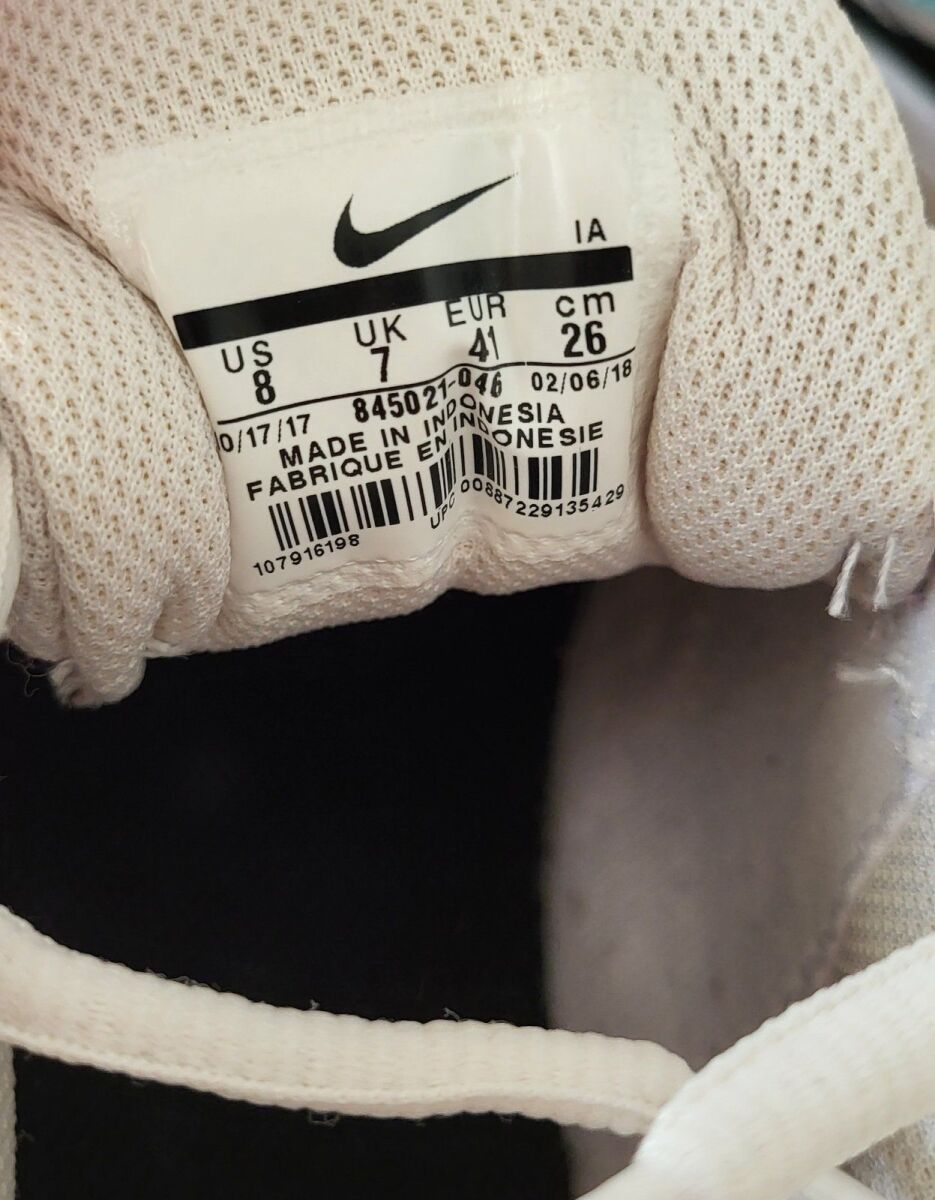 IA
US UK EUR cm
8 7 41 26
0/17/17 845021-046 02/06/18
MADE IN INDONESIA
FABRIQUE EN INDONESIE
107916198 UPC 00887229135429